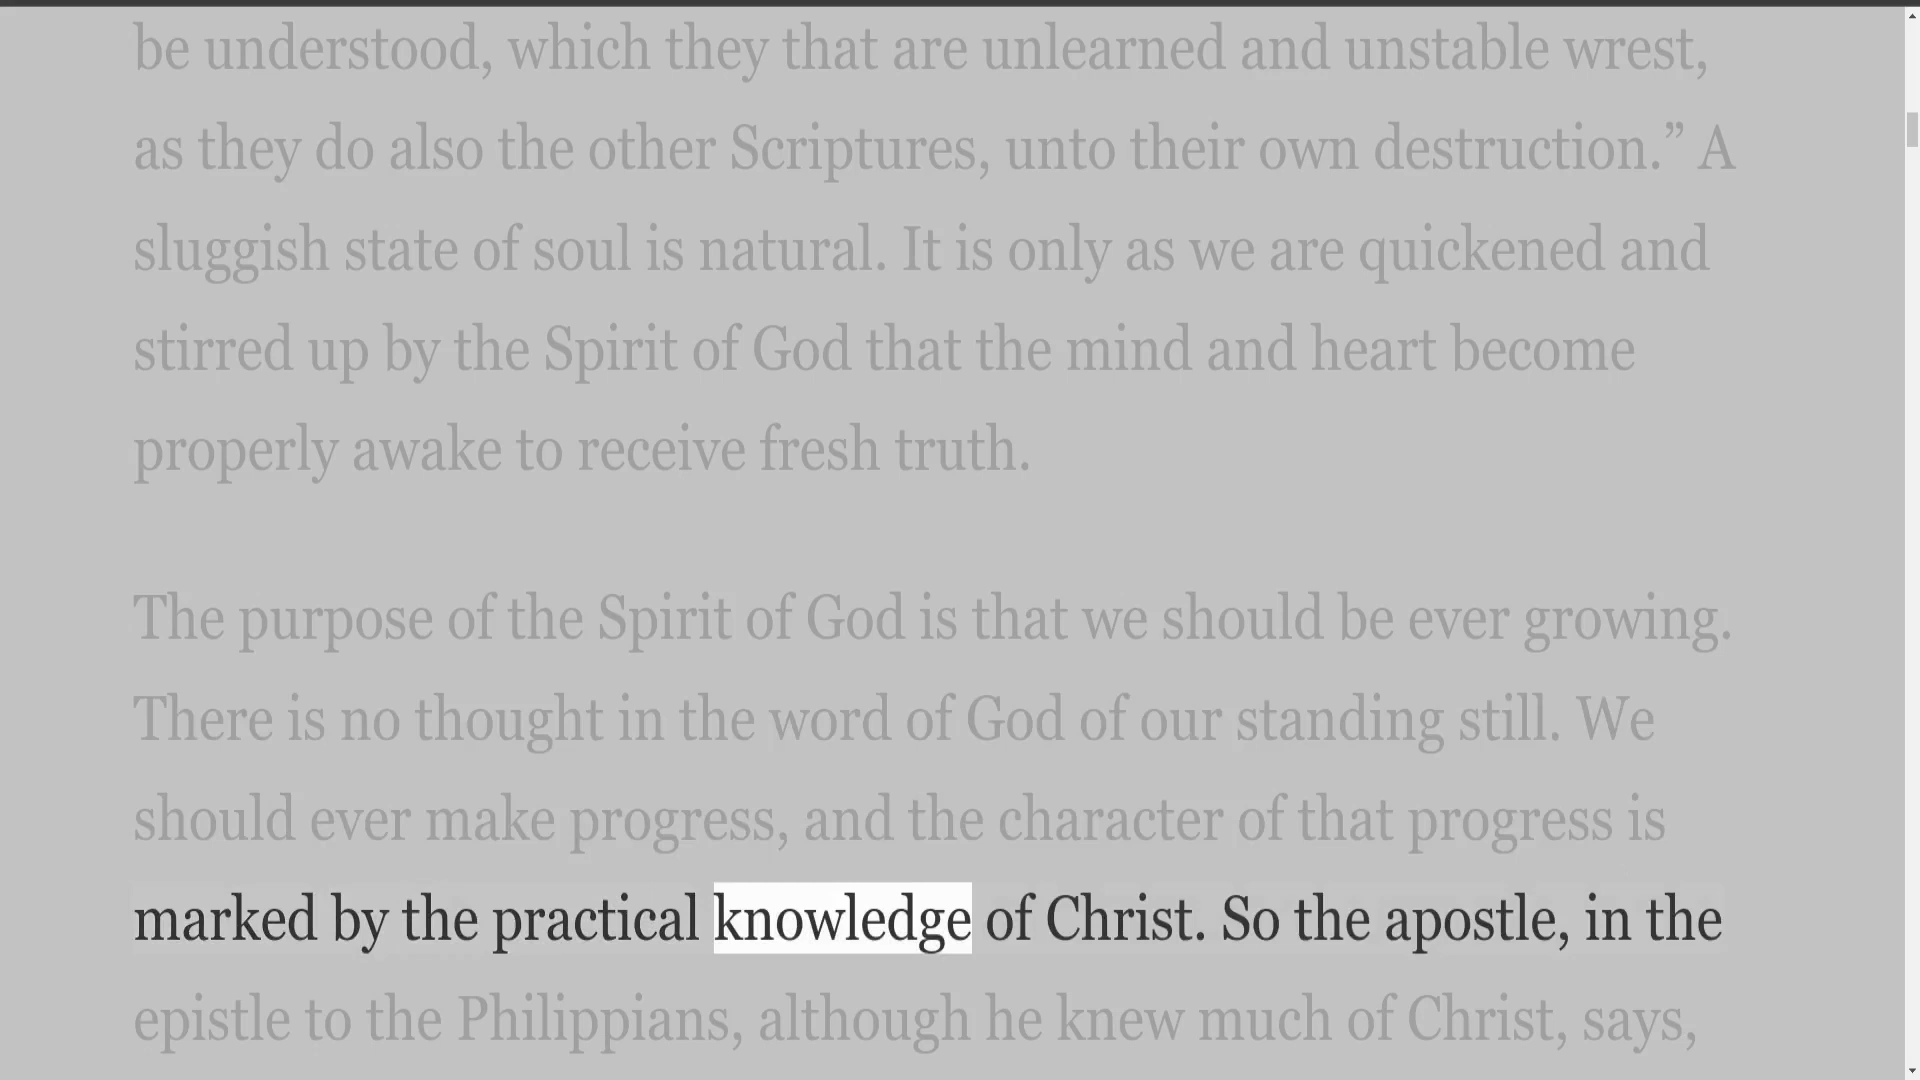 be understood, which they that are unlearned and unstable wrest,
as they do also the other Scriptures, unto their own destruction.” A
sluggish state of soul is natural. It is only as we are quickened and
stirred up by the Spirit of God that the mind and heart become
properly awake to receive fresh truth.
The purpose of the Spirit of God is that we should be ever growing.
There is no thought in the word of God of our standing still. We
should ever make progress, and the character of that progress is
marked by the practical knowledge of Christ. So the apostle, in the
epistle to the Philippians, although he knew much of Christ, says,